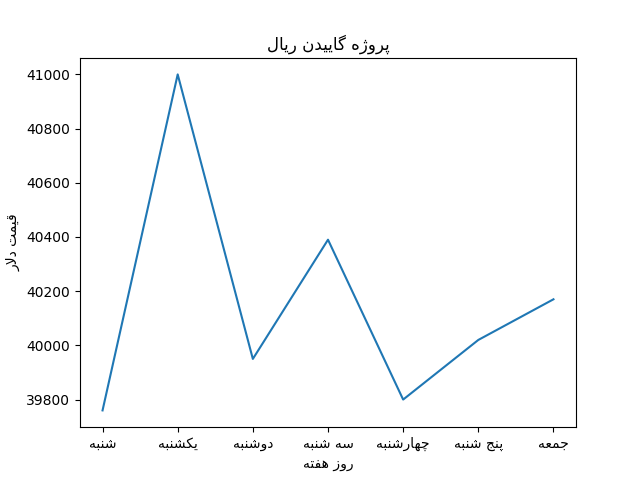 پروژه گاییدن ریال
قیمت دلار
41000
40800
40600
40400
40200
40000
39800
شنبه یکشنبه دوشنبه سه شنبه چهارشنبه پنج شنبه جمعه
روز هفته